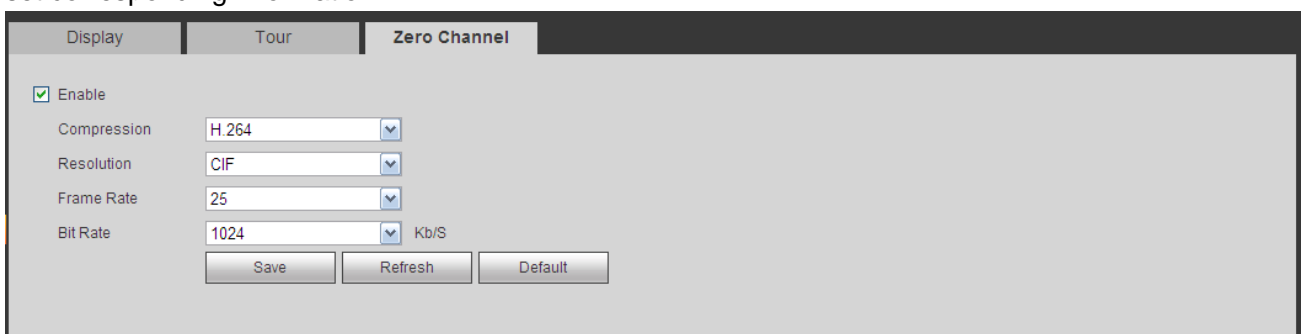 Display Tour Zero Channel
Enable
Compression H.264
Resolution CIF
Frame Rate 25
Bit Rate 1024 Kb/S
Save Refresh Default